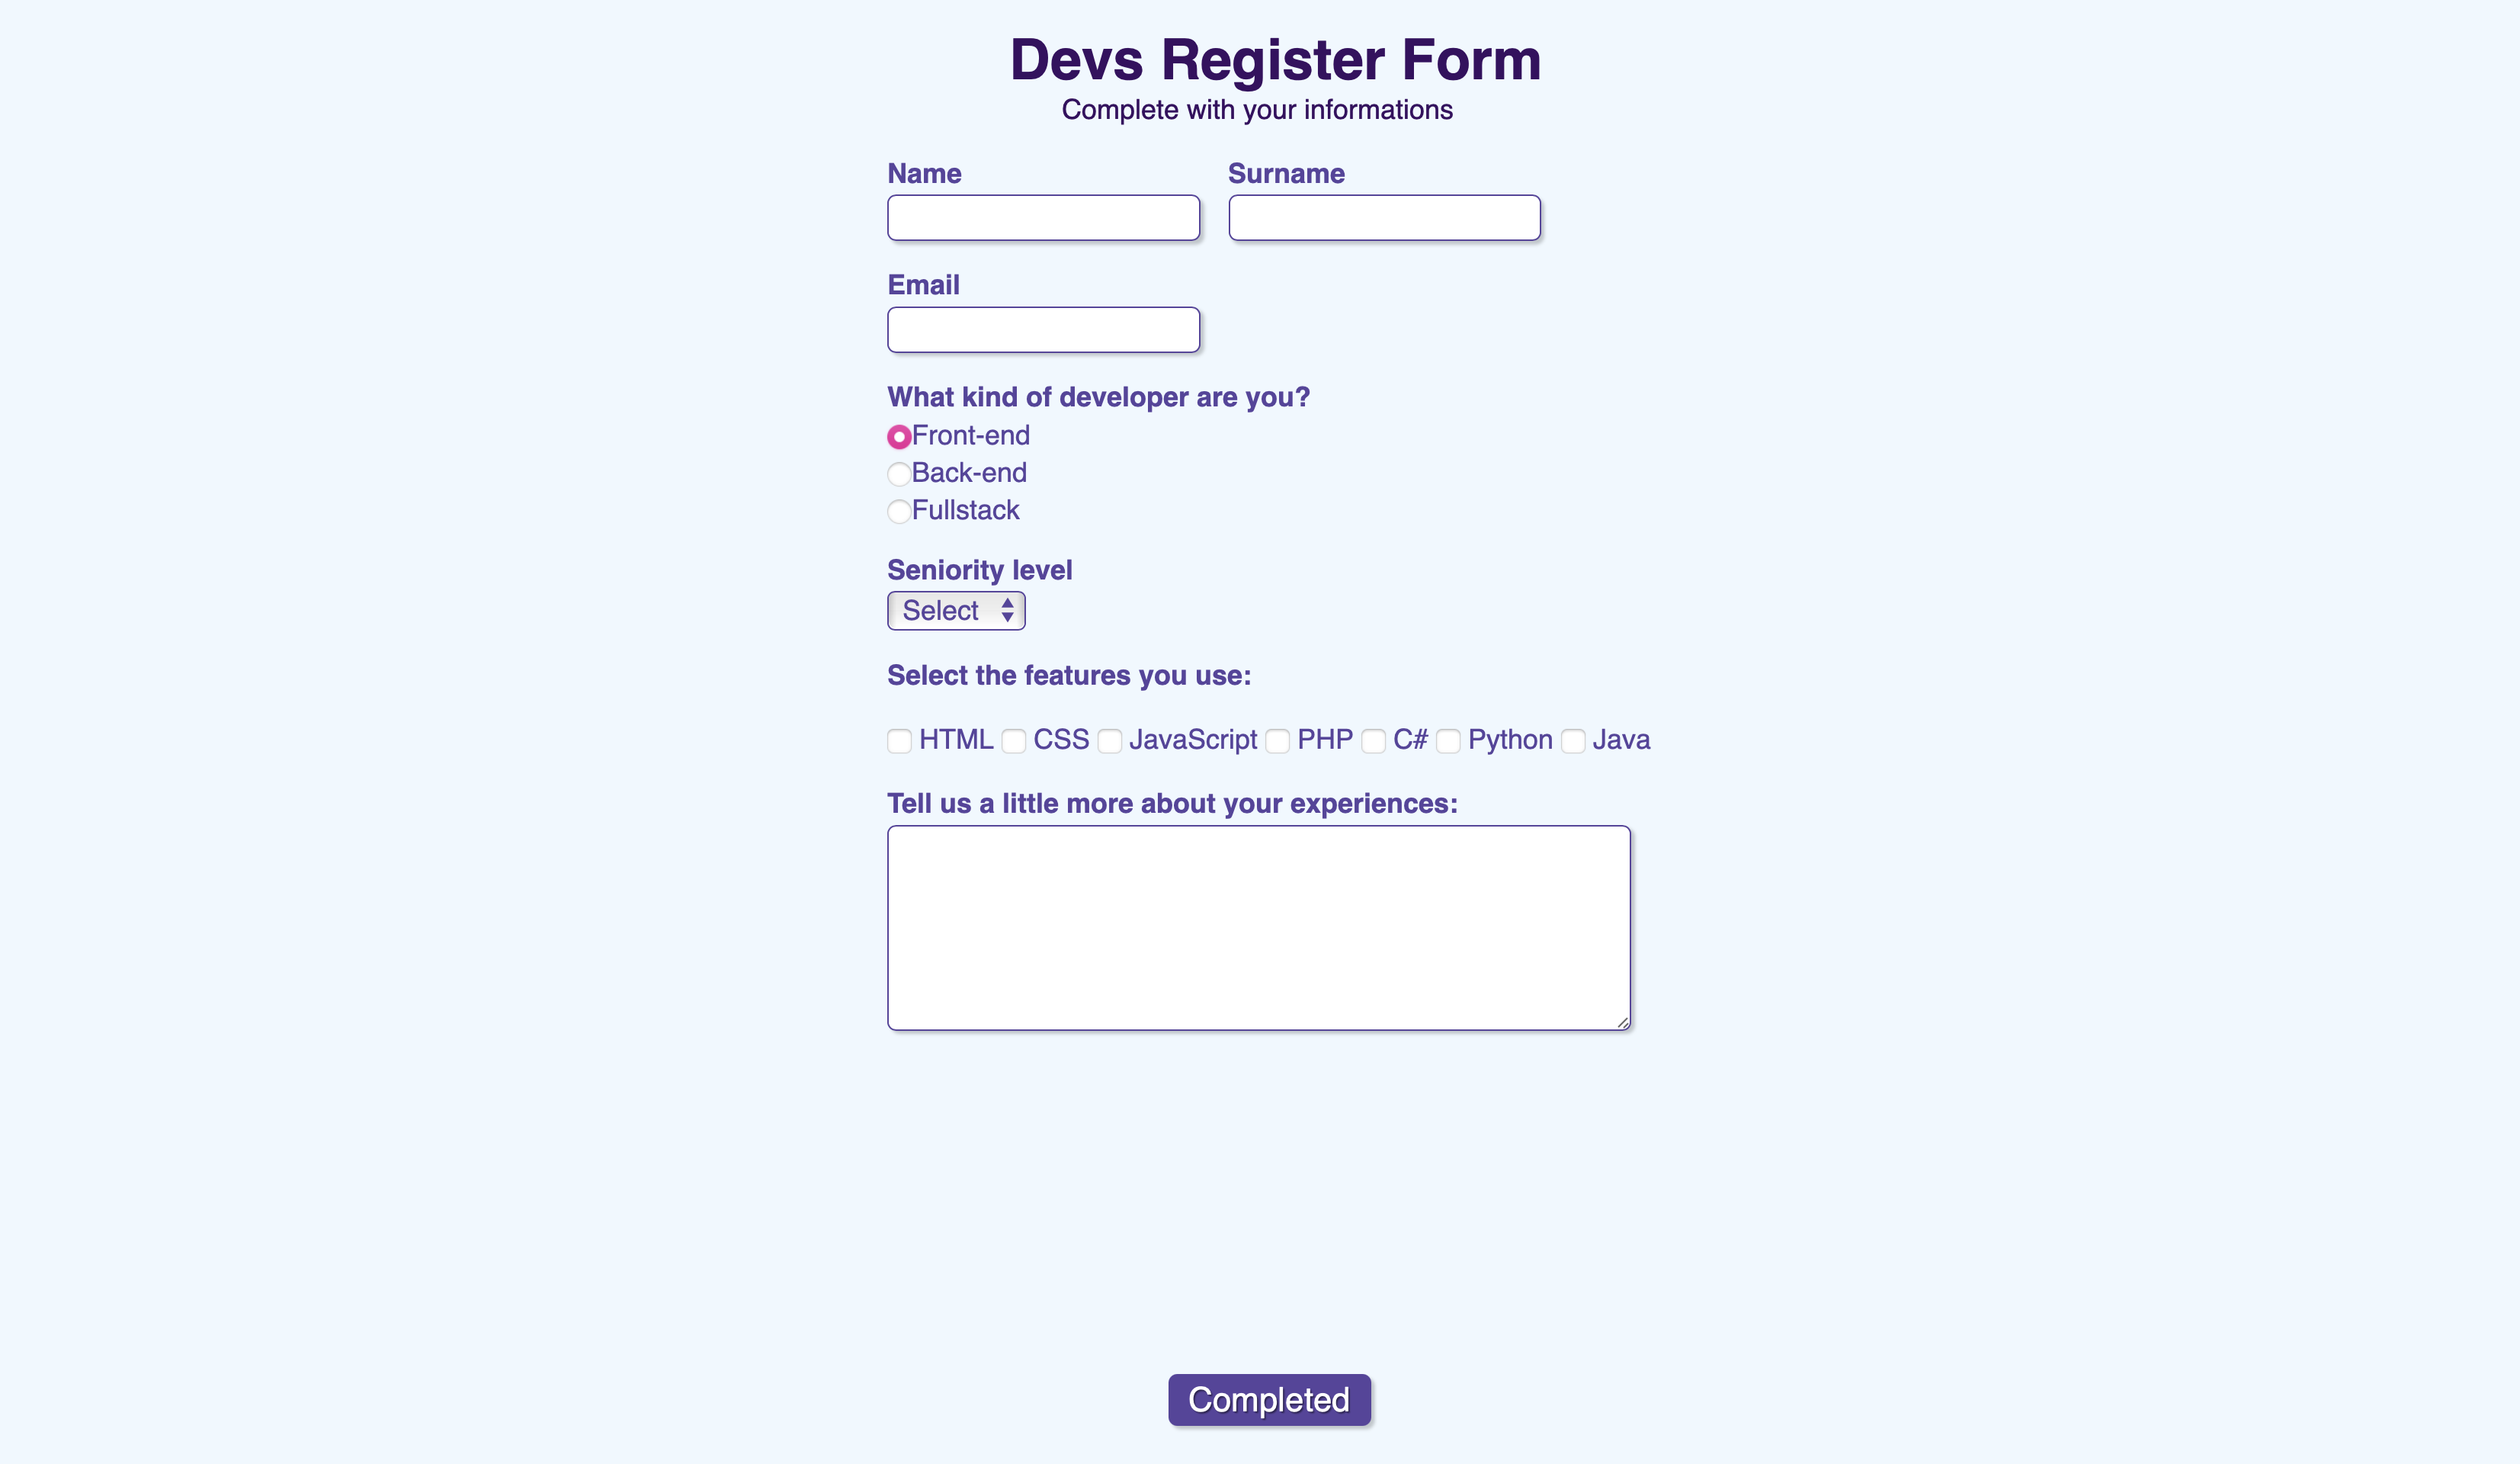 Devs Register Form
Complete with your informations
Name Surname
Email
What kind of developer are you?
Front-end
Back-end
Fullstack
Seniority level
Select
Select the features you use:
HTML CSS JavaScript PHP C# Python Java
Tell us a little more about your experiences:
Completed